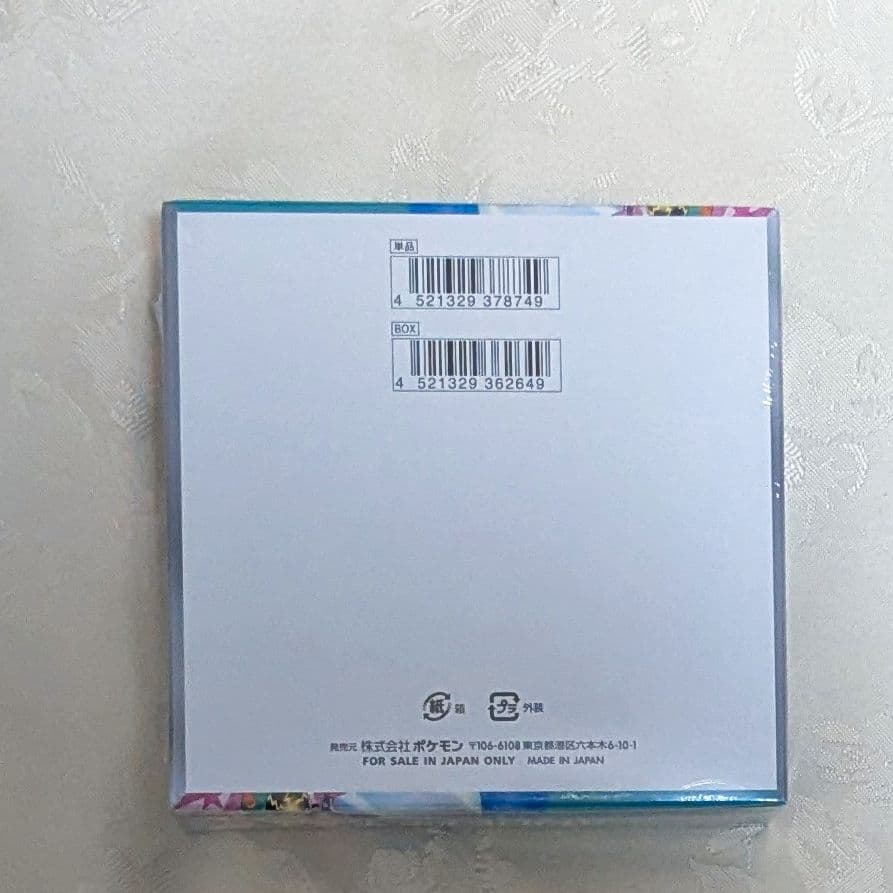 単品
4 521329 378749
BOX
4 521329 362649
紙 箱 プラ 外装
発売元 株式会社 ポケモン 〒106-6108 東京都港区六本木6-10-1
FOR SALE IN JAPAN ONLY MADE IN JAPAN